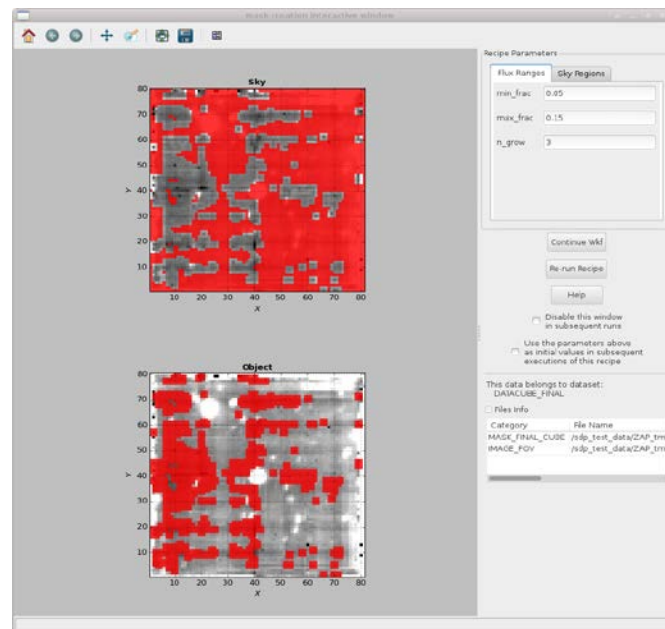 mask creation interactive window
Recipe Parameters
Flux Ranges
Sky Regions
min_frac 0.05
max_frac 0.15
n_grow 3
Continue Wkf
Re-run Recipe
Help
Disable this window
in subsequent runs
Use the parameters above
as initial values in subsequent
executions of this recipe
This data belongs to dataset:
DATACUBE_FINAL
Files Info
Category File Name
MASK_FINAL_CUBE /sdp_test_data/ZAP_tm
IMAGE_FOV /sdp_test_data/ZAP_tm
Sky
80
70
60
50
40
30
20
10
Y
10 20 30 40 50 60 70 80
X
Object
80
70
60
50
40
30
20
10
Y
10 20 30 40 50 60 70 80
X